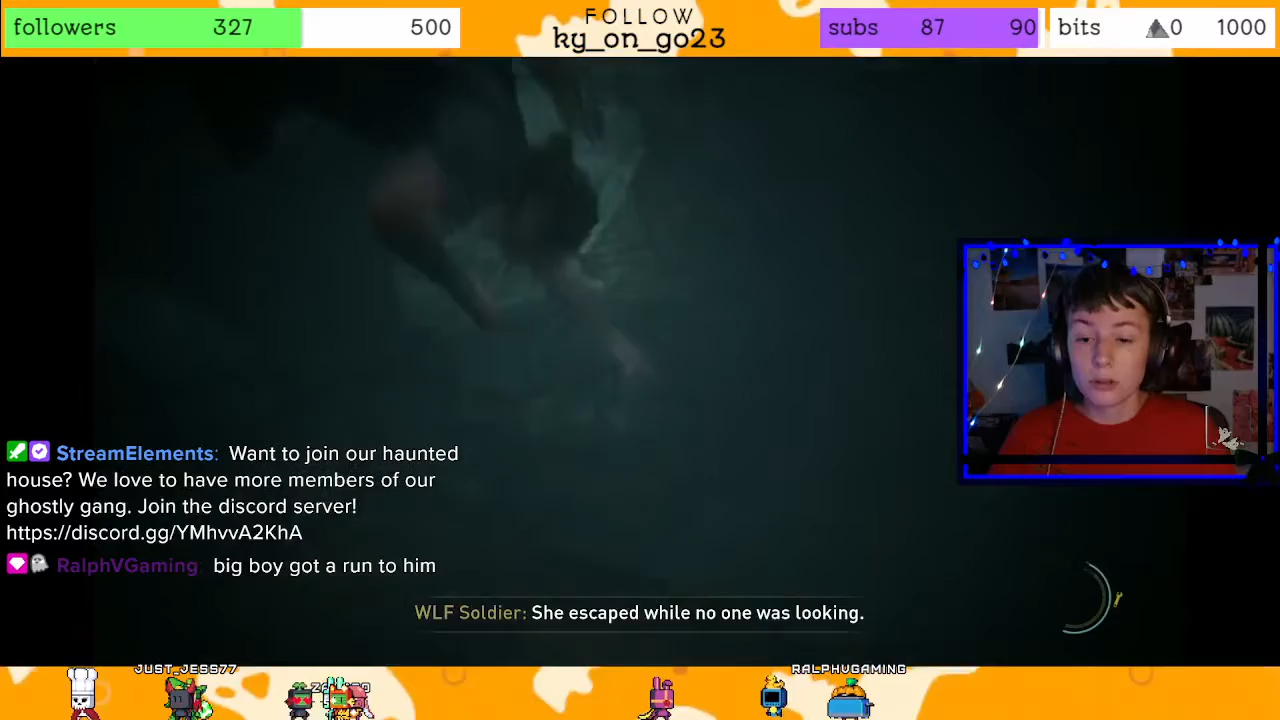 followers 327 500
FOLLOW
ky_on_go23
subs 87 90
bits 0 1000
StreamElements: Want to join our haunted
house? We love to have more members of our
ghostly gang. Join the discord server!
https://discord.gg/YMhvvA2KhA
RalphVGaming: big boy got a run to him
WLF Soldier: She escaped while no one was looking.
JUST_JESS77
RALPHVGAMING